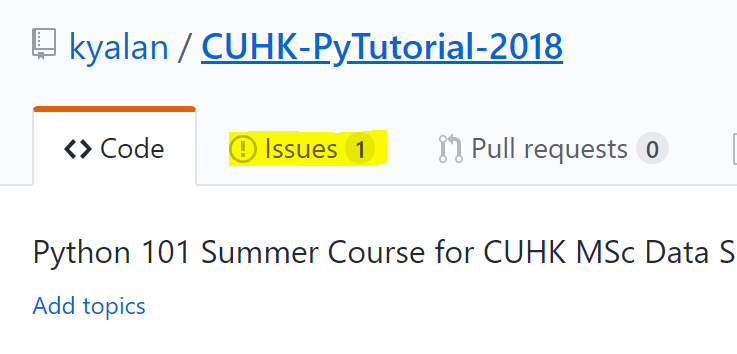 kyalan / CUHK-PyTutorial-2018
Code Issues 1 Pull requests 0
Python 101 Summer Course for CUHK MSc Data S
Add topics